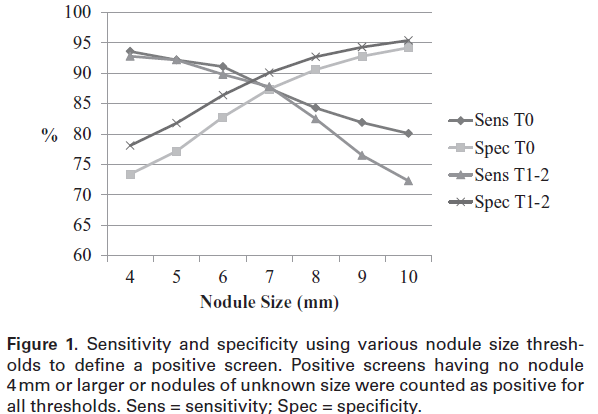 100
95
90
85
% 80
75
70
65
60
4 5 6 7 8 9 10
Nodule Size (mm)
Sens T0
Spec T0
Sens T1-2
Spec T1-2
Figure 1. Sensitivity and specificity using various nodule size thresh-
olds to define a positive screen. Positive screens having no nodule
4 mm or larger or nodules of unknown size were counted as positive for
all thresholds. Sens = sensitivity; Spec = specificity.